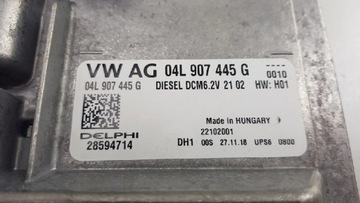 VW AG 04L 907 445 G
0010
04L 907 445 G DIESEL DCM6.2V 21 02 HW: H01
Made in HUNGARY
22102001
DELPHI
28594714
DH1 00S 27.11.18 UPS6 0800